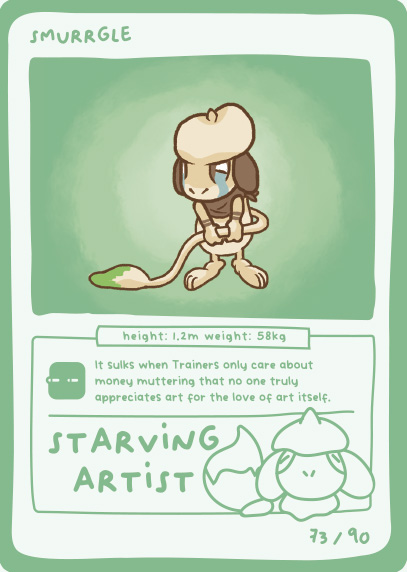 SMURRGLE
height: 1.2m weight: 58kg
It sulks when Trainers only care about
money muttering that no one truly
appreciates art for the love of art itself.
STARViNG
ARTiST
73/90